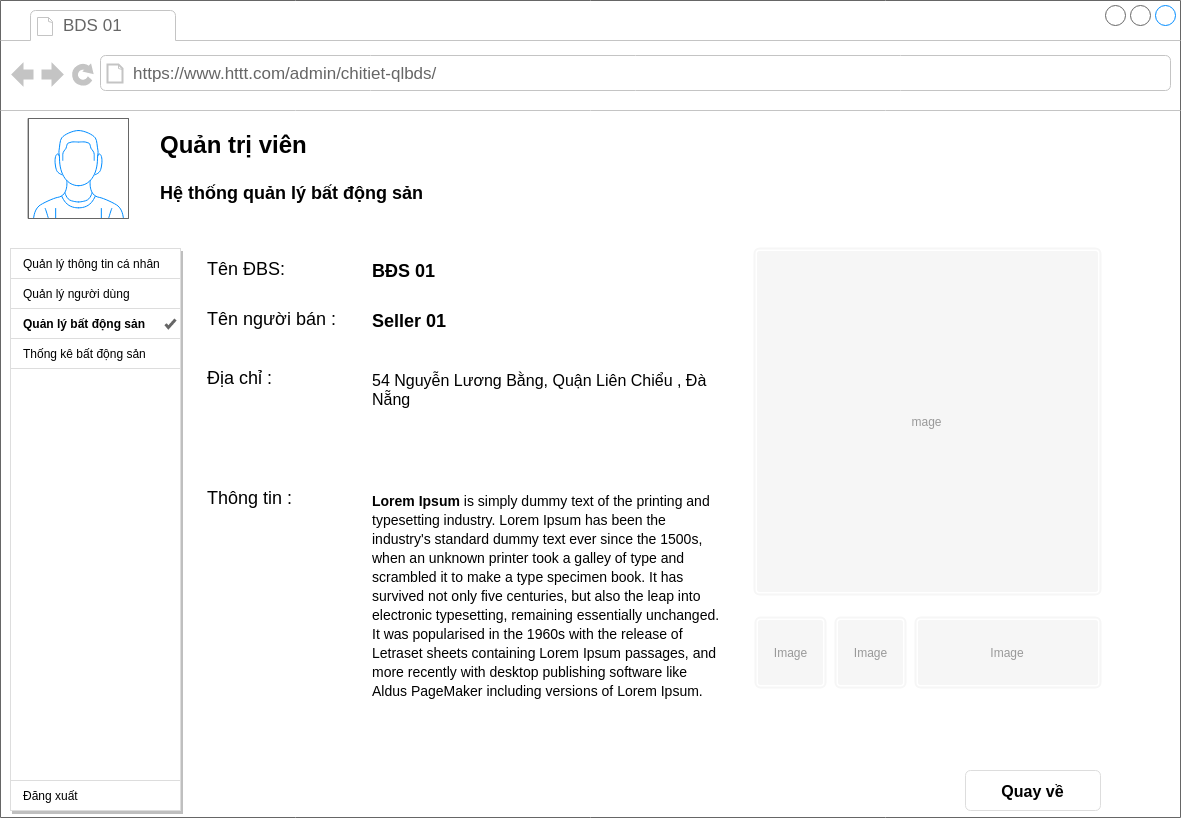 BDS 01
https://www.httt.com/admin/chitiet-qlbds/
Quản trị viên
Hệ thống quản lý bất động sản
Quản lý thông tin cá nhân
Quản lý người dùng
Quản lý bất động sản
Thống kê bất động sản
Đăng xuất
Tên ĐBS:
BĐS 01
Tên người bán :
Seller 01
Địa chỉ :
54 Nguyễn Lương Bằng, Quận Liên Chiểu , Đà
Nẵng
Thông tin :
Lorem Ipsum is simply dummy text of the printing and
typesetting industry. Lorem Ipsum has been the
industry's standard dummy text ever since the 1500s,
when an unknown printer took a galley of type and
scrambled it to make a type specimen book. It has
survived not only five centuries, but also the leap into
electronic typesetting, remaining essentially unchanged.
It was popularised in the 1960s with the release of
Letraset sheets containing Lorem Ipsum passages, and
more recently with desktop publishing software like
Aldus PageMaker including versions of Lorem Ipsum.
mage
Image
Image
Image
Quay về